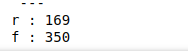 ---
r : 169
f : 350